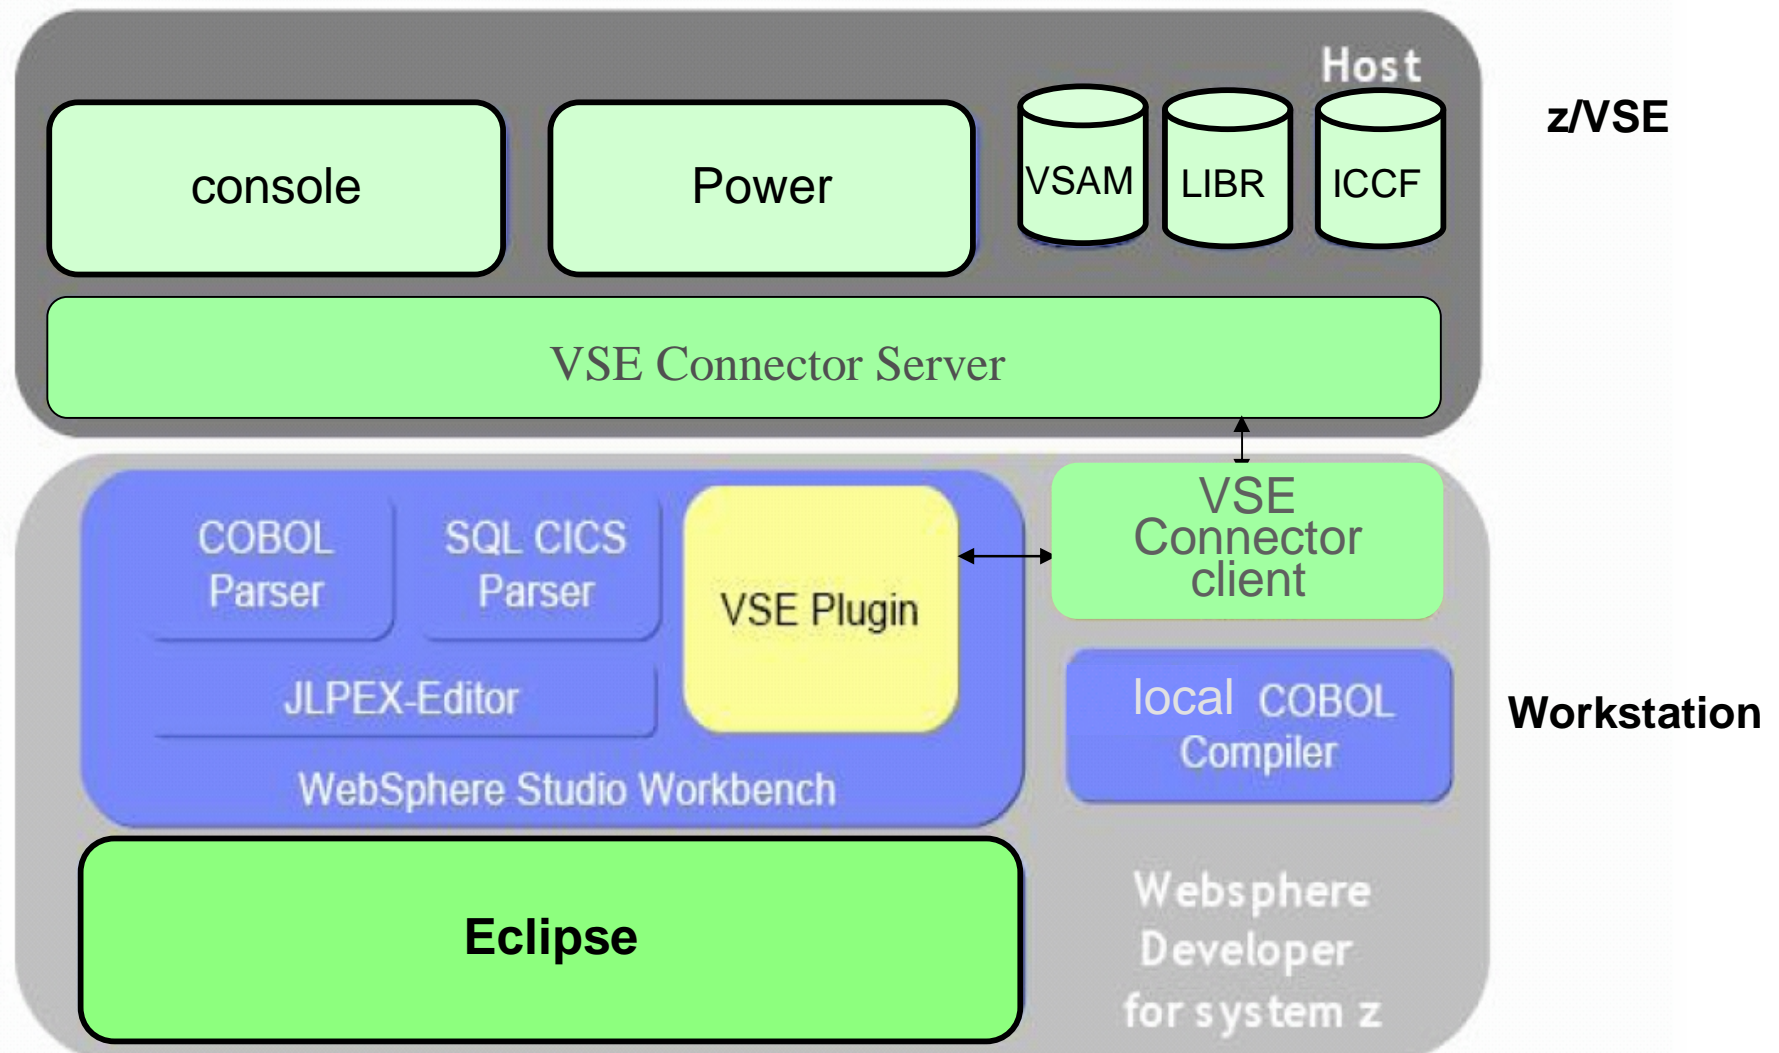 Host
z/VSE
console
Power
VSAM
LIBR
ICCF
VSE Connector Server
COBOL
Parser
SQL CICS
Parser
VSE Plugin
VSE
Connector
client
JLPEX-Editor
local COBOL
Compiler
Workstation
WebSphere Studio Workbench
Eclipse
Websphere
Developer
for system z